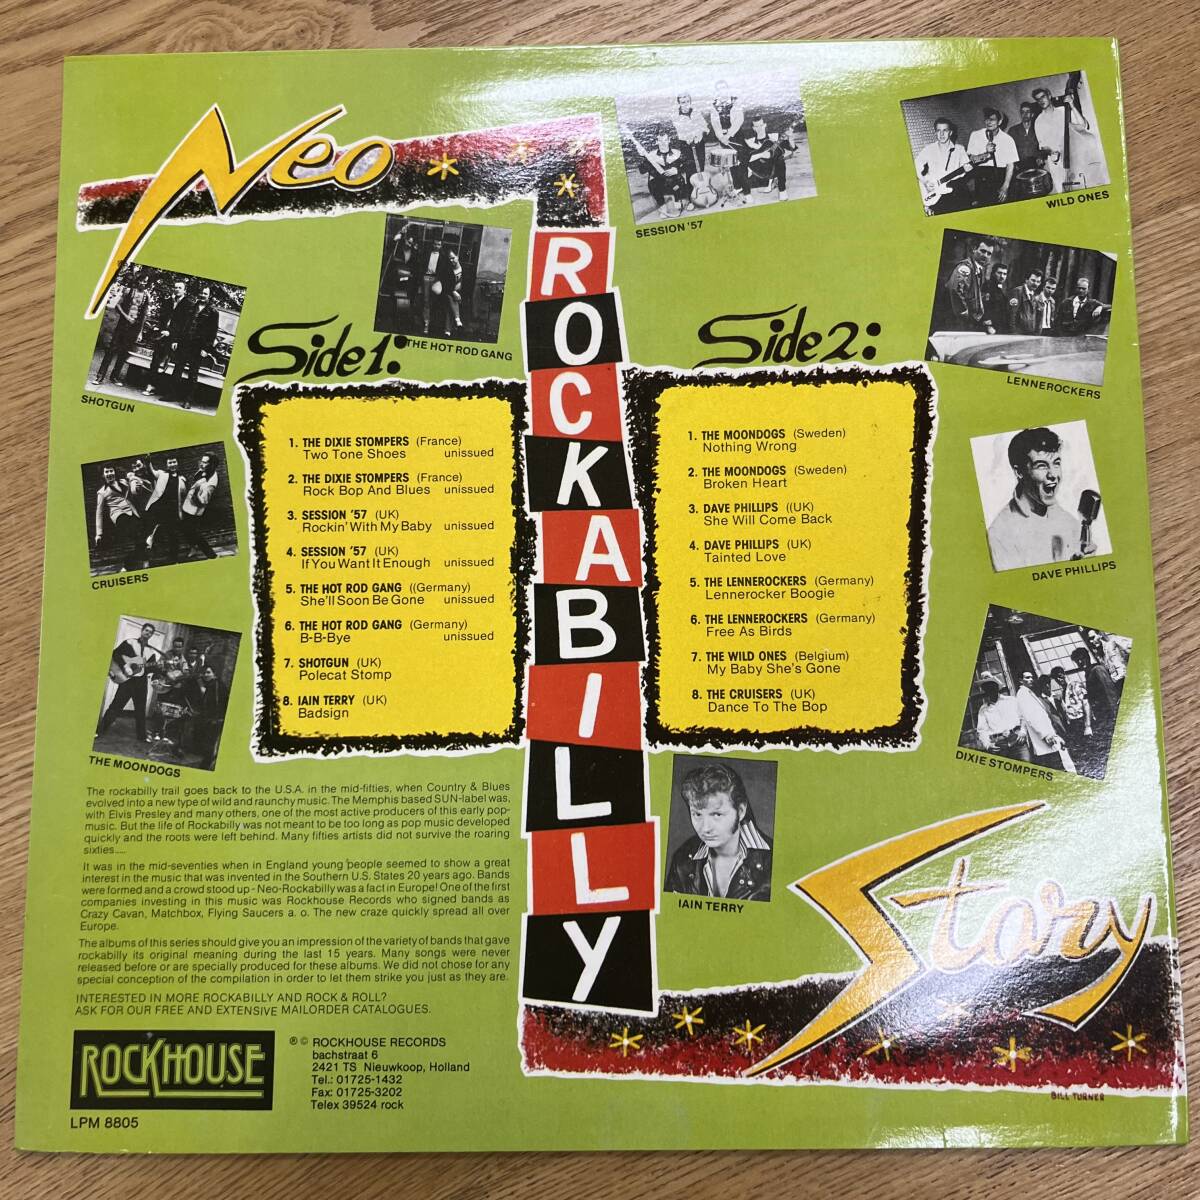 Neo
ROCKABILLY
Story
SESSION '57
WILD ONES
THE HOT ROD GANG
SHOTGUN
LENNEROCKERS
CRUISERS
DAVE PHILLIPS
THE MOONDOGS
DIXIE STOMPERS
IAIN TERRY
Side 1:
1. THE DIXIE STOMPERS (France)
Two Tone Shoes unissued
2. THE DIXIE STOMPERS (France)
Rock Bop And Blues unissued
3. SESSION '57 (UK)
Rockin' With My Baby unissued
4. SESSION '57 (UK)
If You Want It Enough unissued
5. THE HOT ROD GANG ((Germany)
She'll Soon Be Gone unissued
6. THE HOT ROD GANG (Germany)
B-B-Bye unissued
7. SHOTGUN (UK)
Polecat Stomp
8. IAIN TERRY (UK)
Badsign
Side 2:
1. THE MOONDOGS (Sweden)
Nothing Wrong
2. THE MOONDOGS (Sweden)
Broken Heart
3. DAVE PHILLIPS ((UK)
She Will Come Back
4. DAVE PHILLIPS (UK)
Tainted Love
5. THE LENNEROCKERS (Germany)
Lennerocker Boogie
6. THE LENNEROCKERS (Germany)
Free As Birds
7. THE WILD ONES (Belgium)
My Baby She's Gone
8. THE CRUISERS (UK)
Dance To The Bop
The rockabilly trail goes back to the U.S.A. in the mid-fifties, when Country & Blues
evolved into a new type of wild and raunchy music. The Memphis based SUN-label was,
with Elvis Presley and many others, one of the most active producers of this early pop-
music. But the life of Rockabilly was not meant to be too long as pop music developed
quickly and the roots were left behind. Many fifties artists did not survive the roaring
sixties.....
It was in the mid-seventies when in England young people seemed to show a great
interest in the music that was invented in the Southern U.S. States 20 years ago. Bands
were formed and a crowd stood up - Neo-Rockabilly was a fact in Europe! One of the first
companies investing in this music was Rockhouse Records who signed bands as
Crazy Cavan, Matchbox, Flying Saucers a. o. The new craze quickly spread all over
Europe.
The albums of this series should give you an impression of the variety of bands that gave
rockabilly its original meaning during the last 15 years. Many songs were never
released before or are specially produced for these albums. We did not chose for any
special conception of the compilation in order to let them strike you just as they are.
INTERESTED IN MORE ROCKABILLY AND ROCK & ROLL?
ASK FOR OUR FREE AND EXTENSIVE MAILORDER CATALOGUES.
ROCKHOUSE
® © ROCKHOUSE RECORDS
bachstraat 6
2421 TS Nieuwkoop, Holland
Tel.: 01725-1432
Fax: 01725-3202
Telex 39524 rock
LPM 8805
BILL TURNER